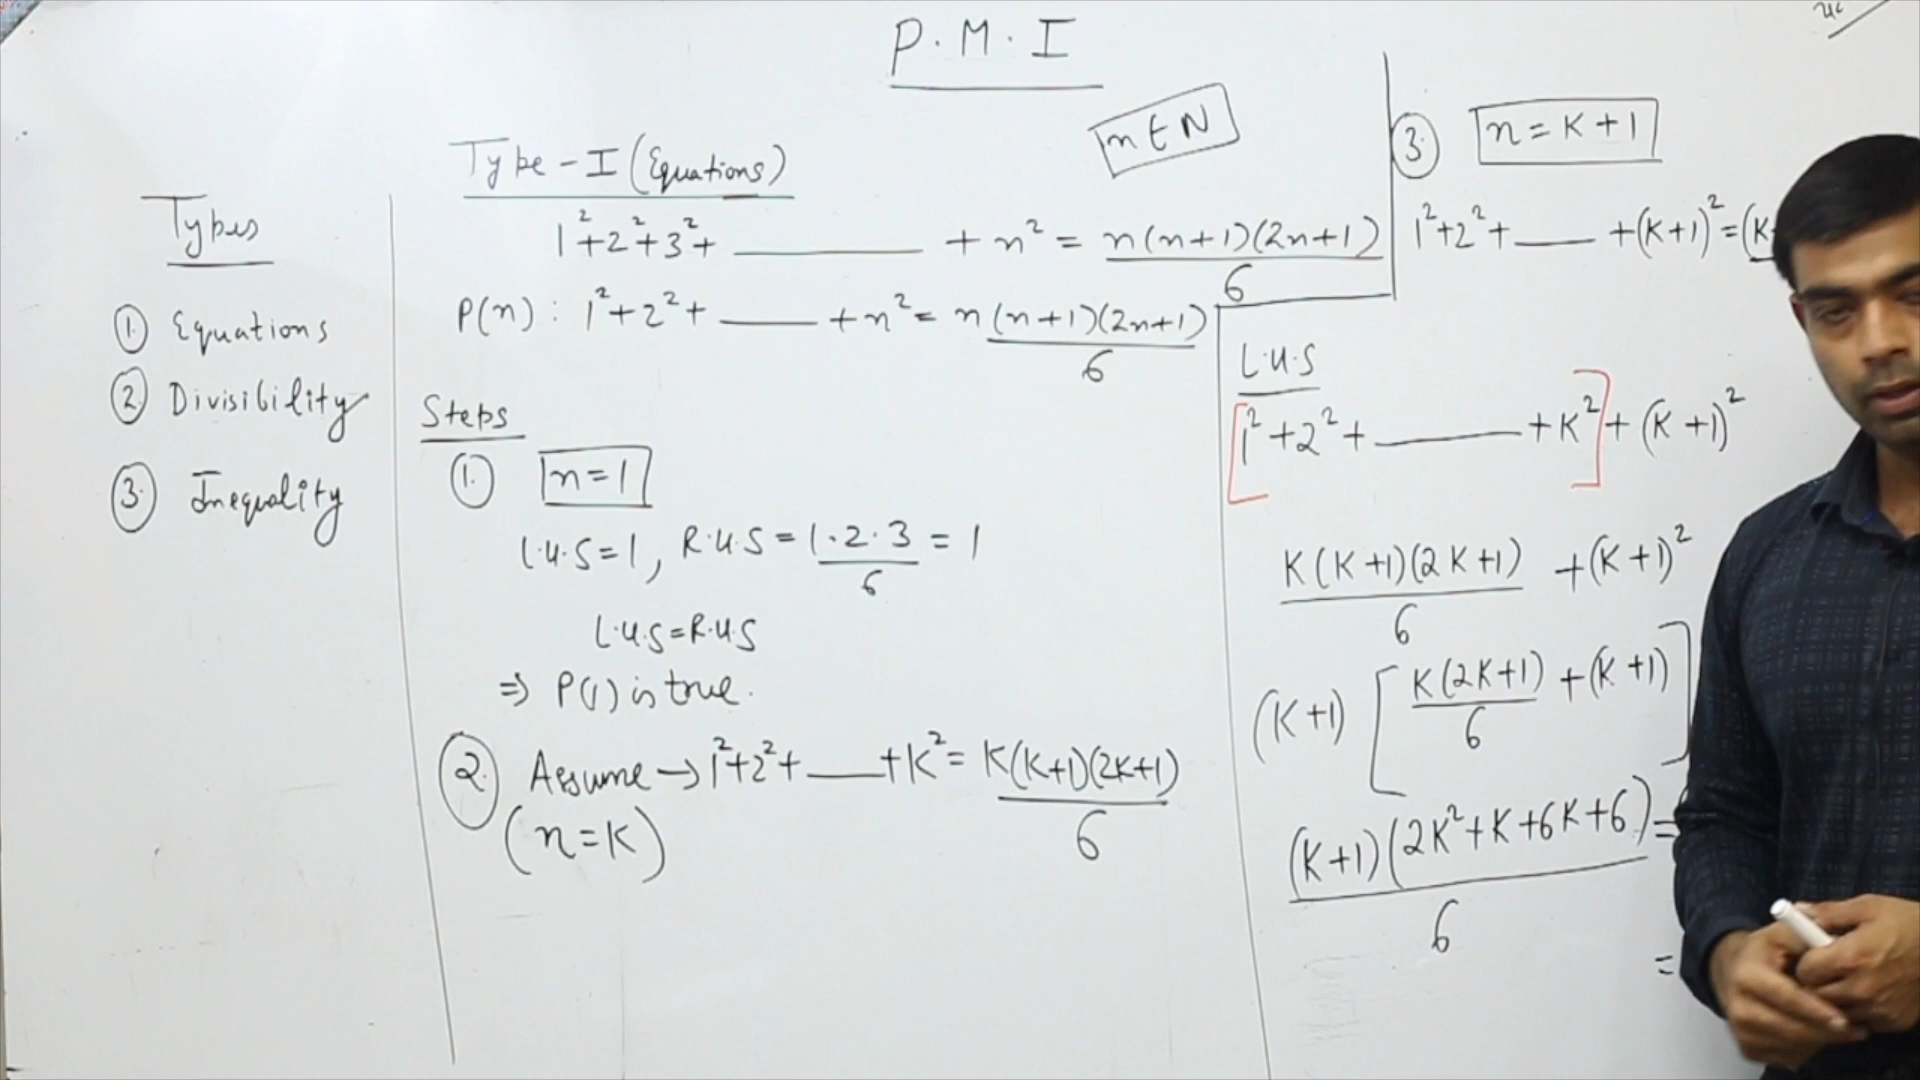 P.M.I
n ∈ N
Types
1. Equations
2. Divisibility
3. Inequality
Type - I (Equations)
1² + 2² + 3² + ______ + n² = n(n+1)(2n+1)/6
P(n) : 1² + 2² + ____ + n² = n(n+1)(2n+1)/6
Steps
1. n = 1
L.H.S = 1, R.H.S = 1·2·3/6 = 1
L.H.S = R.H.S
⇒ P(1) is true.
2. Assume → 1² + 2² + ____ + K² = K(K+1)(2K+1)/6
(n = K)
3. n = K + 1
1² + 2² + ____ + (K+1)² = (K
L.H.S
[1² + 2² + ______ + K²] + (K+1)²
K(K+1)(2K+1)/6 + (K+1)²
(K+1) [K(2K+1)/6 + (K+1)]
(K+1)(2K² + K + 6K + 6)/6 =
=